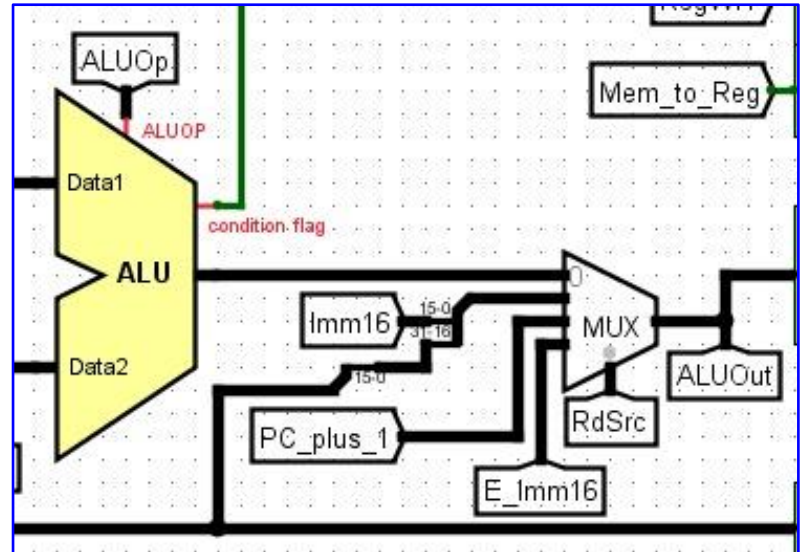 ALUOp
ALUOP
Mem_to_Reg
Data1
condition flag
ALU
0
Imm16
15-0
31-16
MUX
15-0
Data2
ALUOut
RdSrc
PC_plus_1
E_Imm16